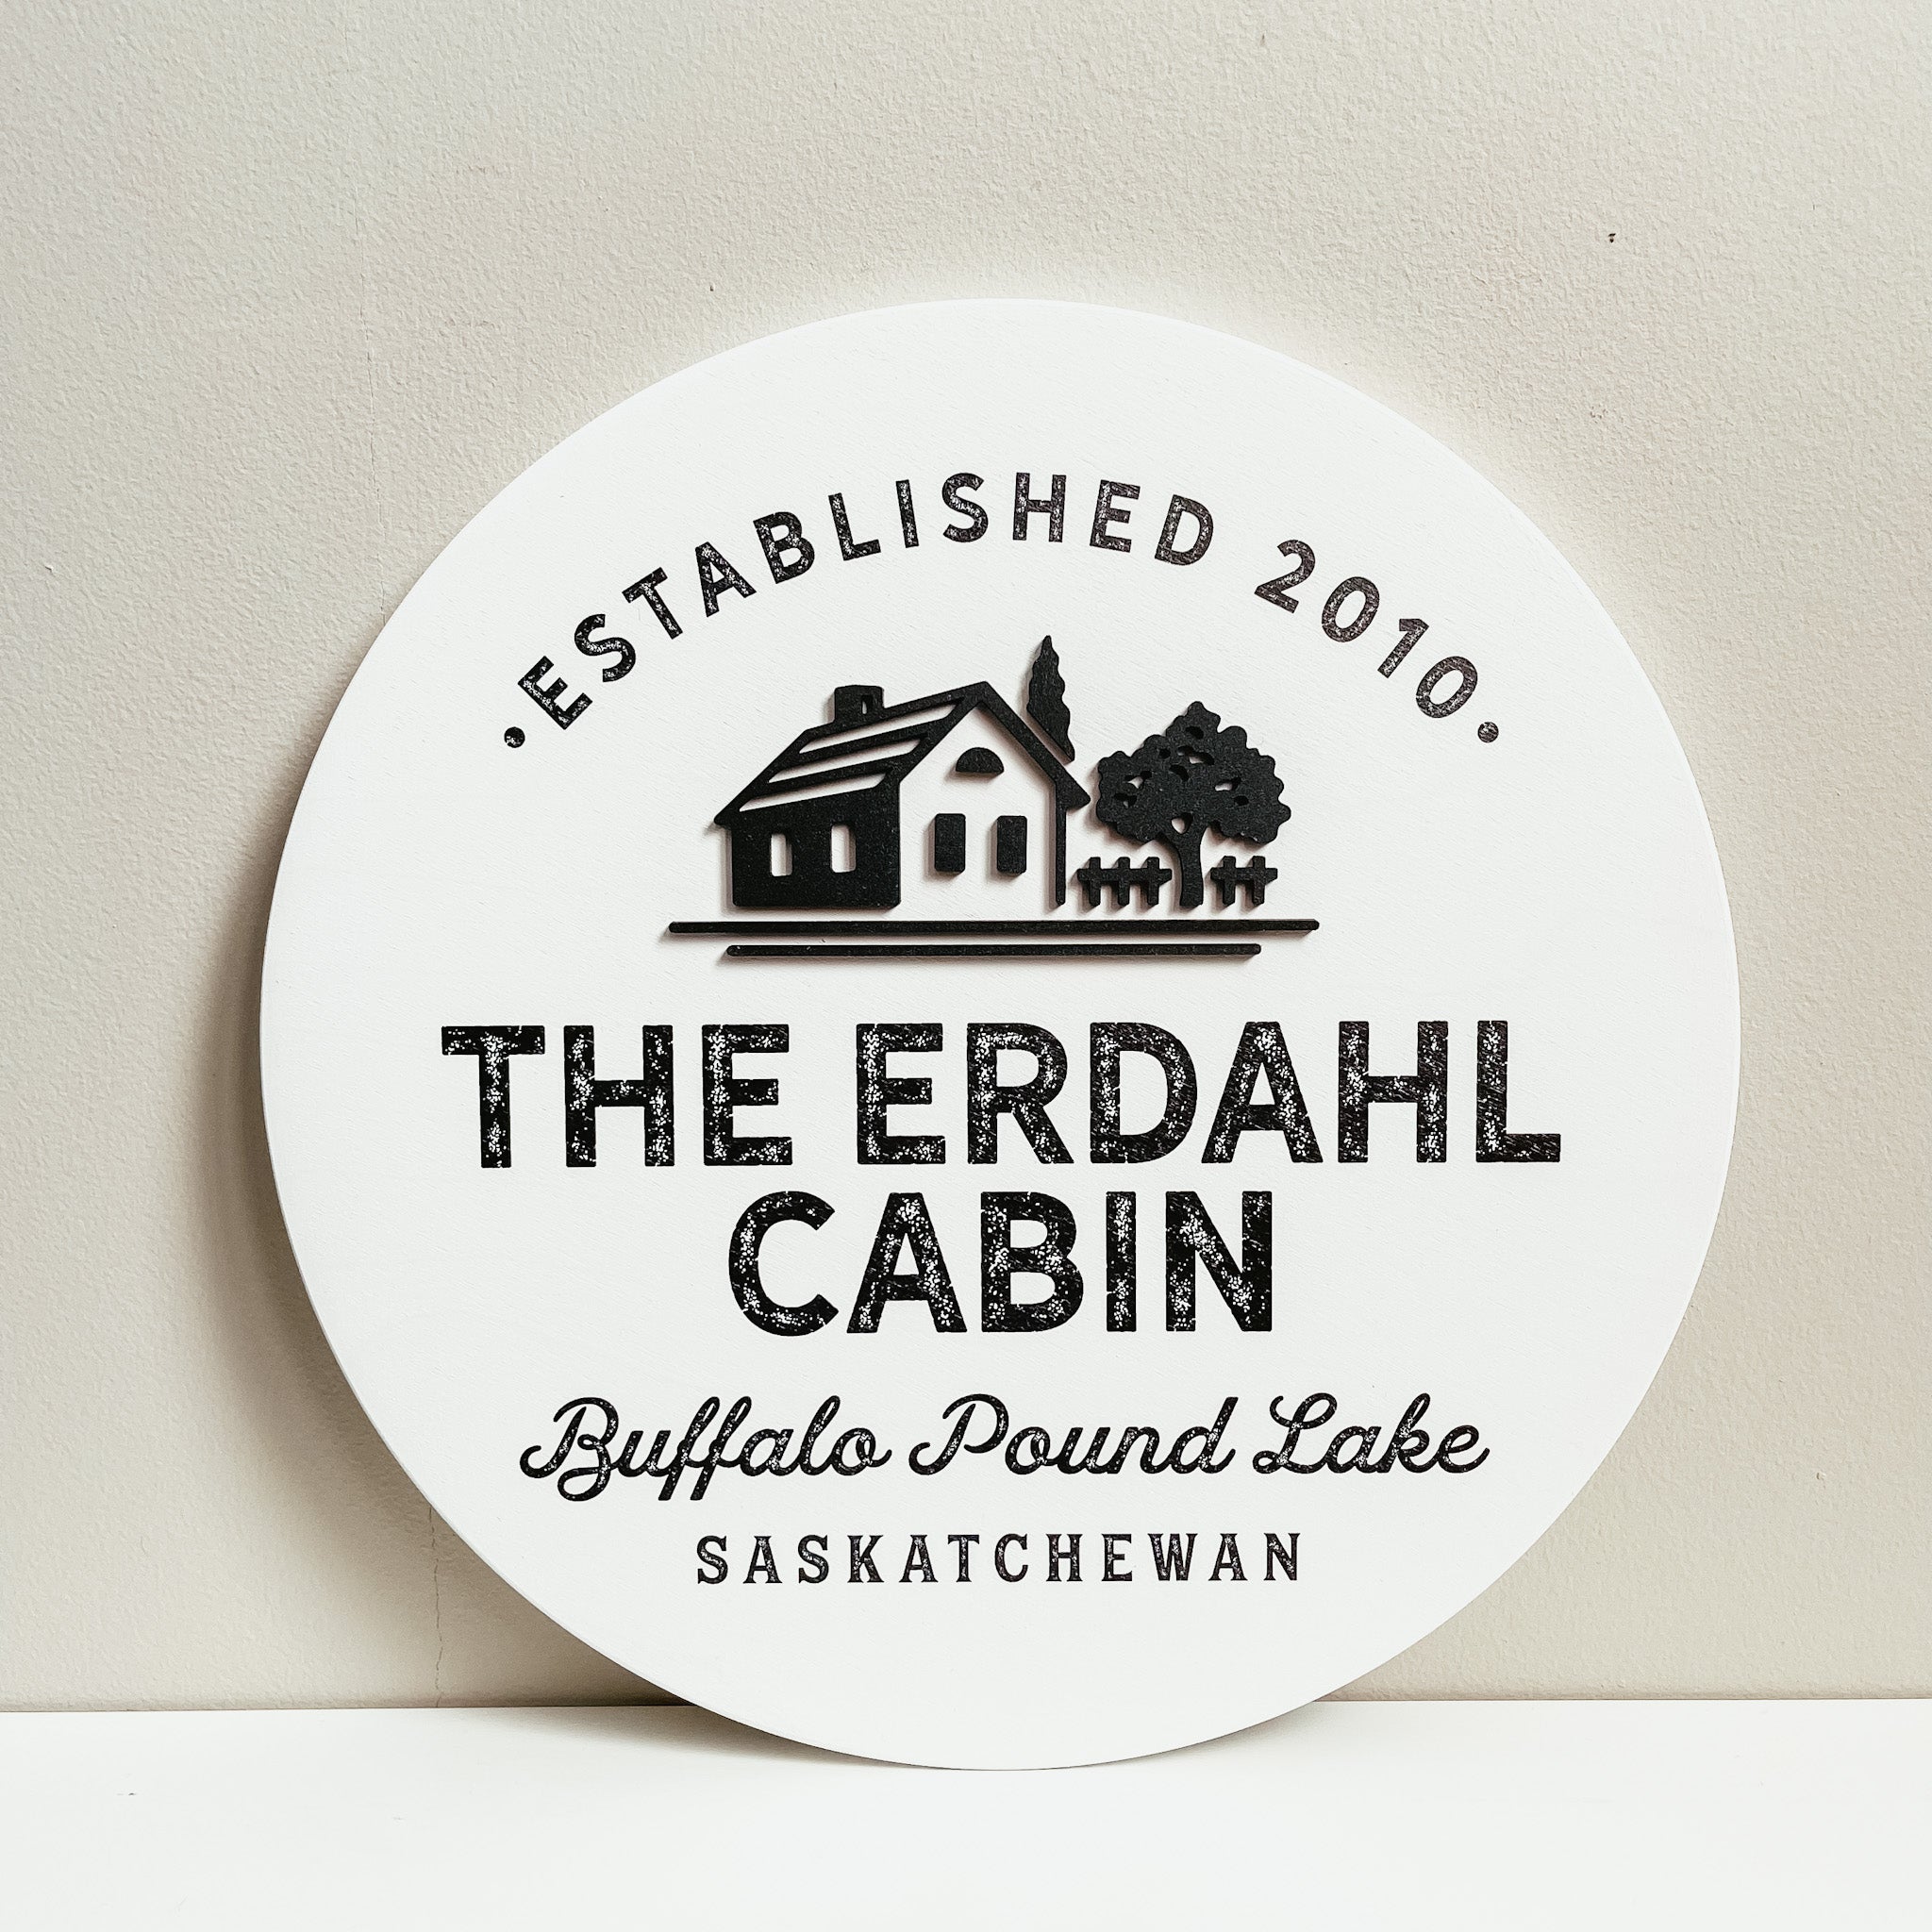 ·ESTABLISHED 2010·
THE ERDAHL
CABIN
Buffalo Pound Lake
SASKATCHEWAN